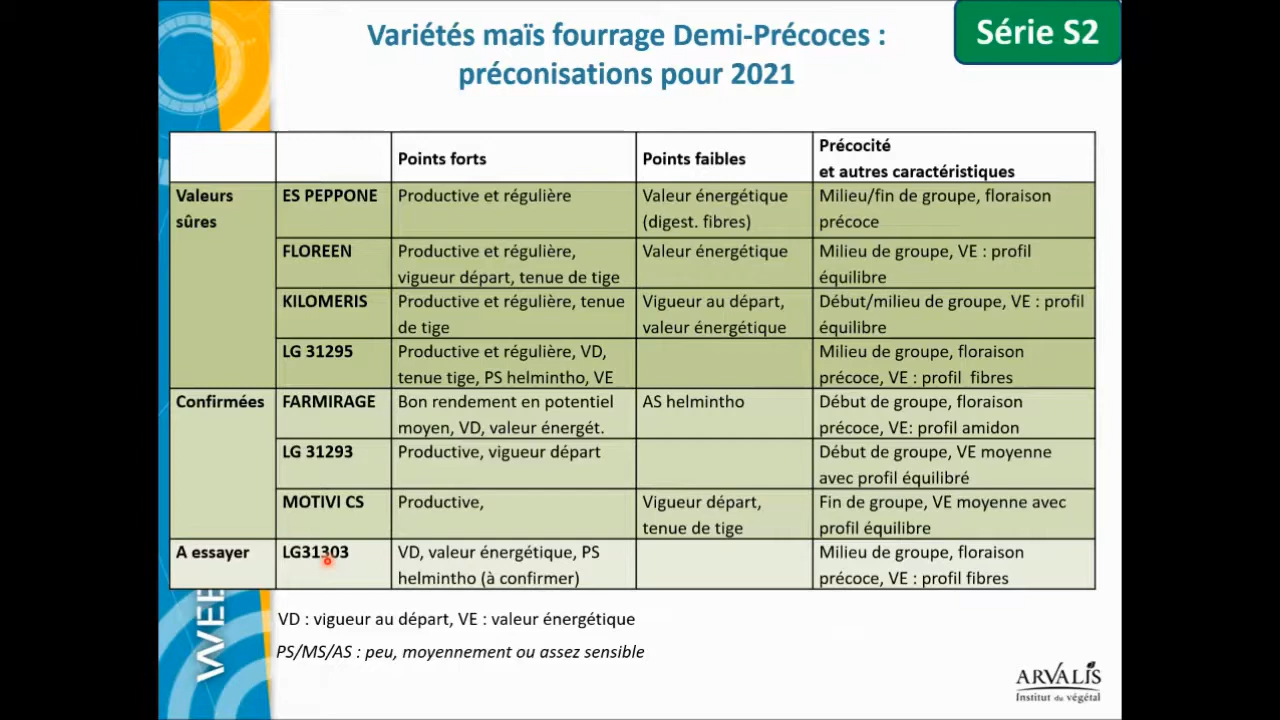 Variétés maïs fourrage Demi-Précoces :
préconisations pour 2021
Série S2
Points forts
Points faibles
Précocité
et autres caractéristiques
Valeurs
sûres
ES PEPPONE
Productive et régulière
Valeur énergétique
(digest. fibres)
Milieu/fin de groupe, floraison
précoce
FLOREEN
Productive et régulière,
vigueur départ, tenue de tige
Valeur énergétique
Milieu de groupe, VE : profil
équilibre
KILOMERIS
Productive et régulière, tenue
de tige
Vigueur au départ,
valeur énergétique
Début/milieu de groupe, VE : profil
équilibre
LG 31295
Productive et régulière, VD,
tenue tige, PS helmintho, VE
Milieu de groupe, floraison
précoce, VE : profil  fibres
Confirmées
FARMIRAGE
Bon rendement en potentiel
moyen, VD, valeur énergét.
AS helmintho
Début de groupe, floraison
précoce, VE: profil amidon
LG 31293
Productive, vigueur départ
Début de groupe, VE moyenne
avec profil équilibré
MOTIVI CS
Productive,
Vigueur départ,
tenue de tige
Fin de groupe, VE moyenne avec
profil équilibre
A essayer
LG31303
VD, valeur énergétique, PS
helmintho (à confirmer)
Milieu de groupe, floraison
précoce, VE : profil fibres
VD : vigueur au départ, VE : valeur énergétique
PS/MS/AS : peu, moyennement ou assez sensible
WEB
ARVALIS
Institut du végétal